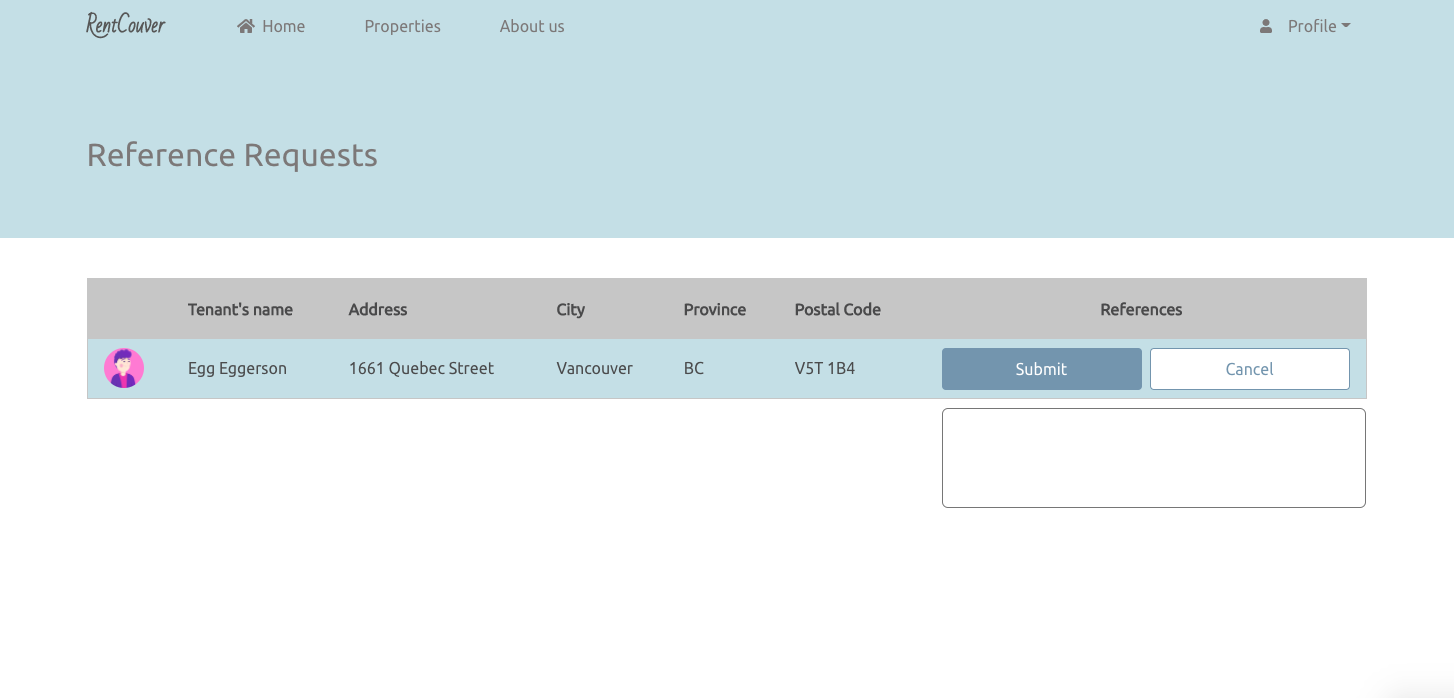 RentCouver Home Properties About us Profile
Reference Requests
Tenant's name Address City Province Postal Code References
Egg Eggerson 1661 Quebec Street Vancouver BC V5T 1B4 Submit Cancel